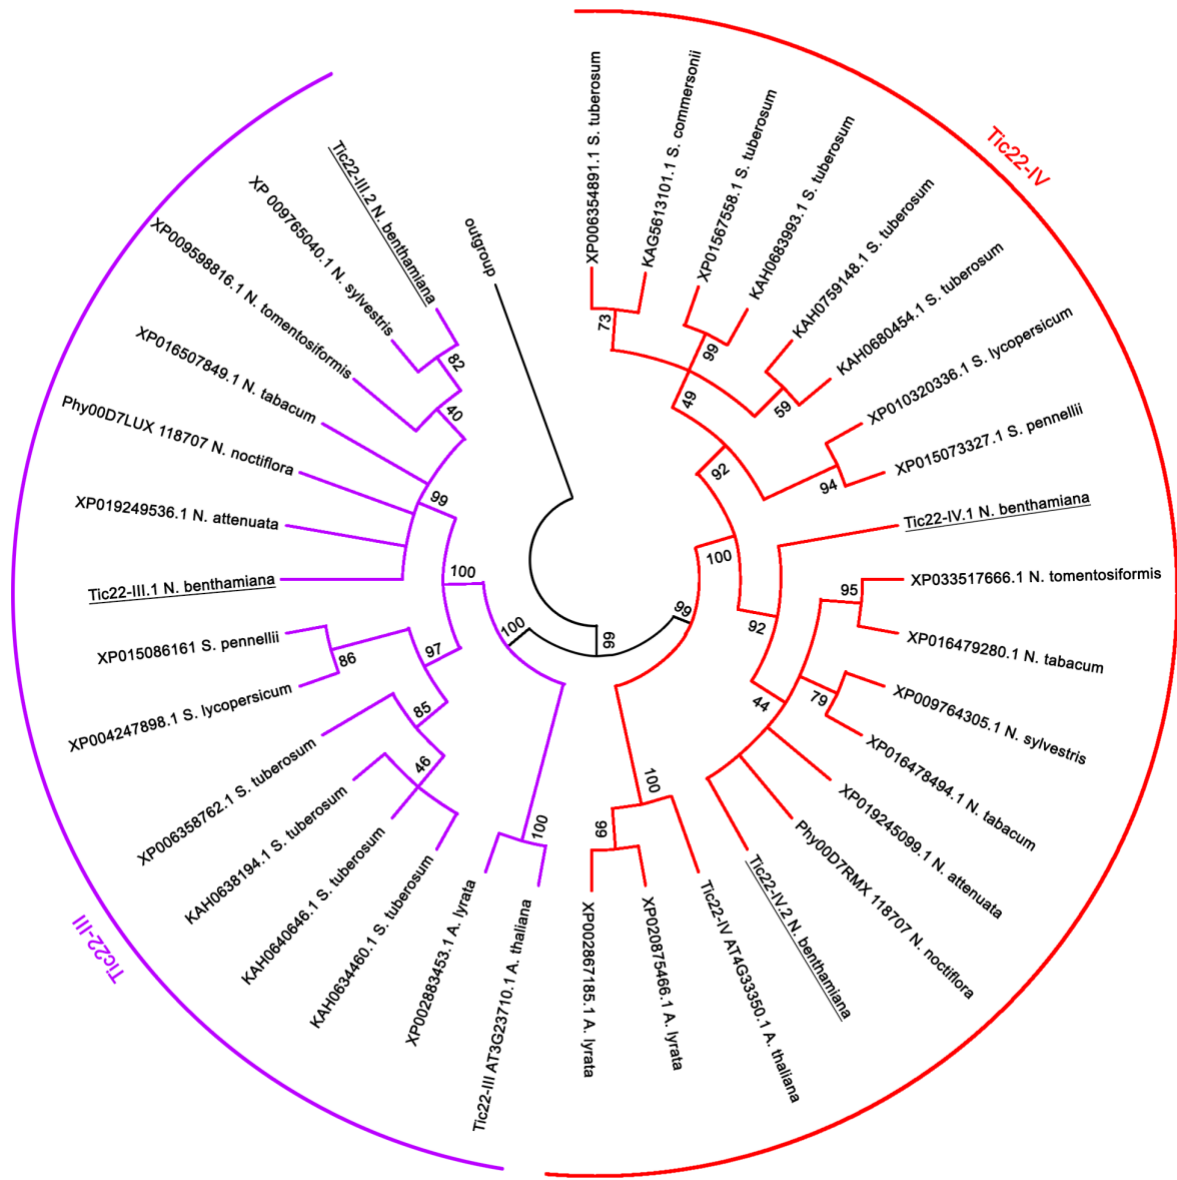 Tic22-IV
XP006354891.1 S. tuberosum
KAG5613101.1 S. commersonii
XP01567558.1 S. tuberosum
KAH0683993.1 S. tuberosum
KAH0759148.1 S. tuberosum
KAH0680454.1 S. tuberosum
XP010320336.1 S. lycopersicum
XP015073327.1 S. pennellii
Tic22-IV.1 N. benthamiana
XP033517666.1 N. tomentosiformis
XP016479280.1 N. tabacum
XP009764305.1 N. sylvestris
XP016478494.1 N. tabacum
XP019245099.1 N. attenuata
Phy00D7RMX 118707 N. noctiflora
Tic22-IV.2 N. benthamiana
Tic22-IV AT4G33350.1 A. thaliana
XP020875466.1 A. lyrata
XP002867185.1 A. lyrata
Tic22-III AT3G23710.1 A. thaliana
XP002883453.1 A. lyrata
KAH0634460.1 S. tuberosum
KAH0640646.1 S. tuberosum
KAH0638194.1 S. tuberosum
XP006358762.1 S. tuberosum
XP004247898.1 S. lycopersicum
XP015086161 S. pennellii
Tic22-III.1 N. benthamiana
XP019249536.1 N. attenuata
Phy00D7LUX 118707 N. noctiflora
XP016507849.1 N. tabacum
XP009598816.1 N. tomentosiformis
XP 009765040.1 N. sylvestris
Tic22-III.2 N. benthamiana
outgroup
Tic22-III
73
99
49
59
94
92
100
92
95
79
44
99
100
99
99
100
100
100
99
82
40
97
86
85
46
100